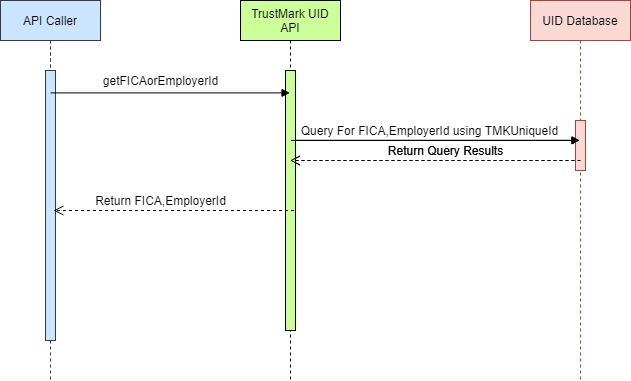 API Caller
TrustMark UID
API
UID Database
getFICAorEmployerId
Query For FICA,EmployerId using TMKUniqueId
Return Query Results
Return FICA,EmployerId